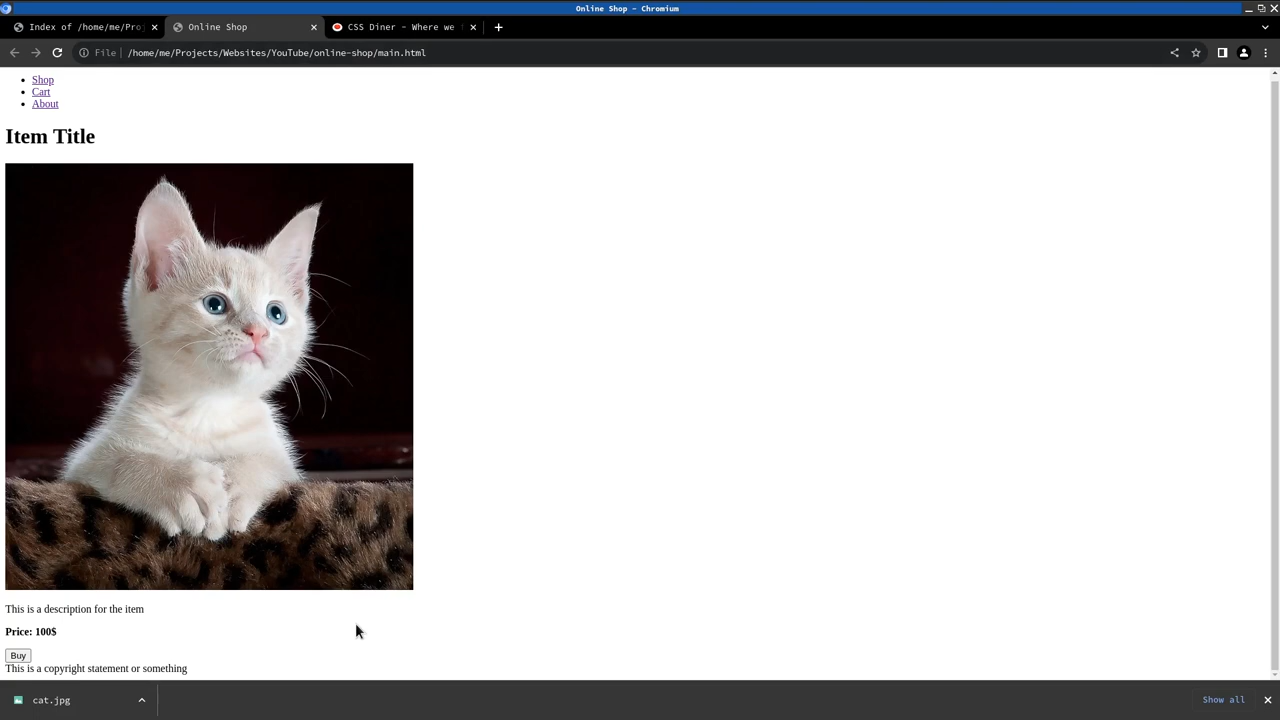 Online Shop - Chromium
Index of /home/me/Proj
Online Shop
CSS Diner - Where we
File
/home/me/Projects/Websites/YouTube/online-shop/main.html
Shop
Cart
About
Item Title
This is a description for the item
Price: 100$
Buy
This is a copyright statement or something
cat.jpg
Show all